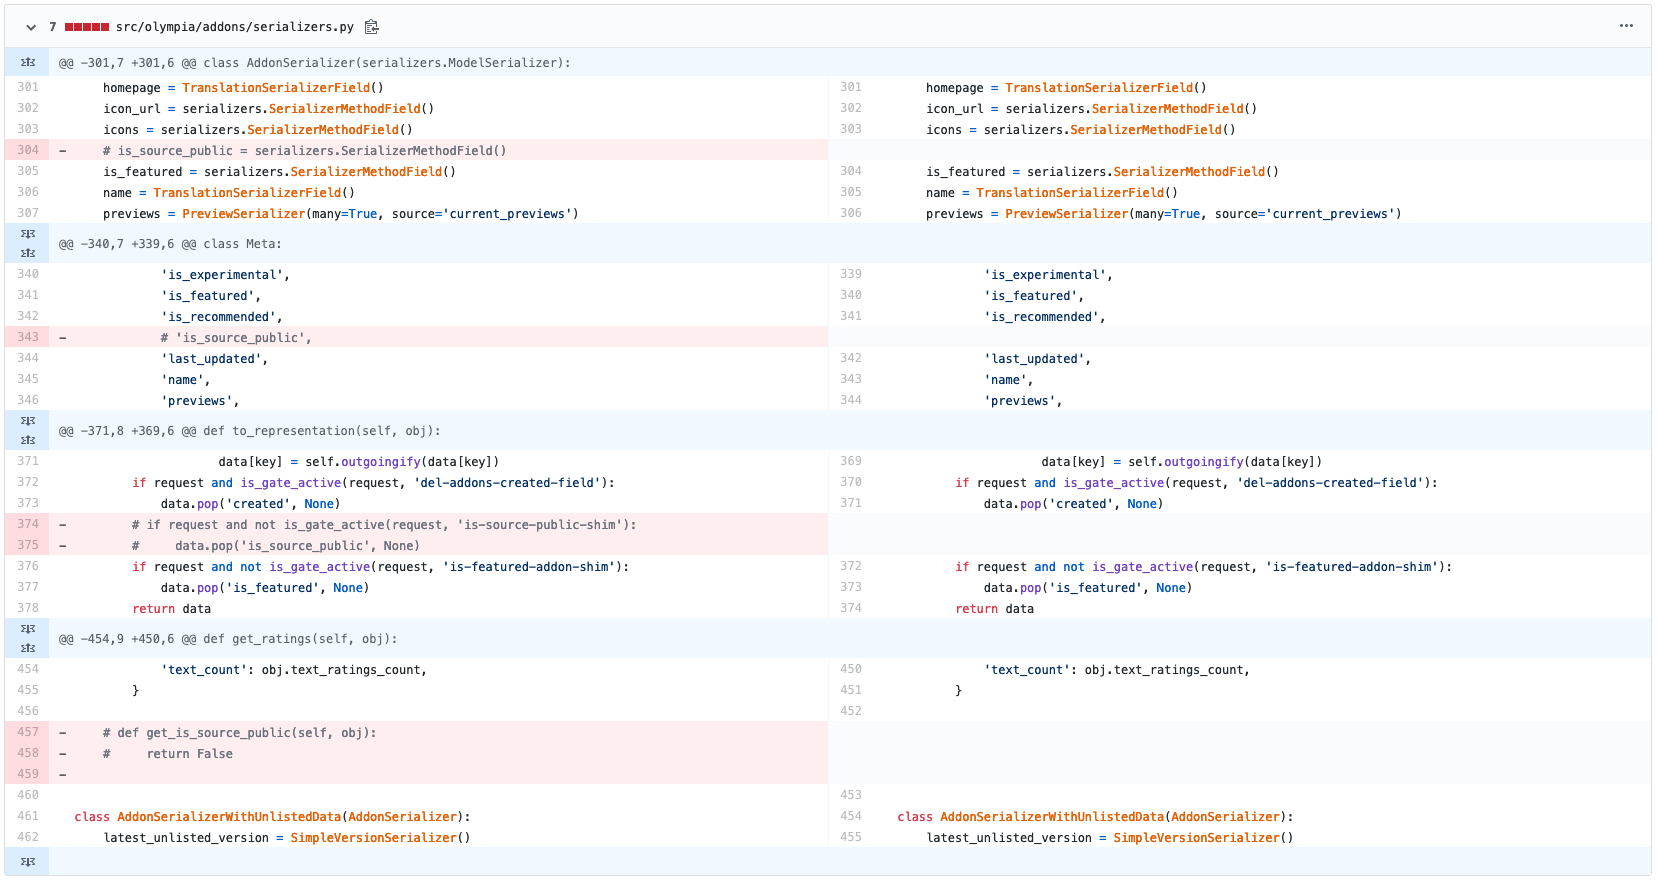 7 src/olympia/addons/serializers.py
@@ -301,7 +301,6 @@ class AddonSerializer(serializers.ModelSerializer):
301 homepage = TranslationSerializerField() 301 homepage = TranslationSerializerField()
302 icon_url = serializers.SerializerMethodField() 302 icon_url = serializers.SerializerMethodField()
303 icons = serializers.SerializerMethodField() 303 icons = serializers.SerializerMethodField()
304 - # is_source_public = serializers.SerializerMethodField()
305 is_featured = serializers.SerializerMethodField() 304 is_featured = serializers.SerializerMethodField()
306 name = TranslationSerializerField() 305 name = TranslationSerializerField()
307 previews = PreviewSerializer(many=True, source='current_previews') 306 previews = PreviewSerializer(many=True, source='current_previews')
@@ -340,7 +339,6 @@ class Meta:
340 'is_experimental', 339 'is_experimental',
341 'is_featured', 340 'is_featured',
342 'is_recommended', 341 'is_recommended',
343 - # 'is_source_public',
344 'last_updated', 342 'last_updated',
345 'name', 343 'name',
346 'previews', 344 'previews',
@@ -371,8 +369,6 @@ def to_representation(self, obj):
371 data[key] = self.outgoingify(data[key]) 369 data[key] = self.outgoingify(data[key])
372 if request and is_gate_active(request, 'del-addons-created-field'): 370 if request and is_gate_active(request, 'del-addons-created-field'):
373 data.pop('created', None) 371 data.pop('created', None)
374 - # if request and not is_gate_active(request, 'is-source-public-shim'):
375 - #     data.pop('is_source_public', None)
376 if request and not is_gate_active(request, 'is-featured-addon-shim'): 372 if request and not is_gate_active(request, 'is-featured-addon-shim'):
377 data.pop('is_featured', None) 373 data.pop('is_featured', None)
378 return data 374 return data
@@ -454,9 +450,6 @@ def get_ratings(self, obj):
454 'text_count': obj.text_ratings_count, 450 'text_count': obj.text_ratings_count,
455 } 451 }
456 452
457 - # def get_is_source_public(self, obj):
458 - #     return False
459 -
460 453
461 class AddonSerializerWithUnlistedData(AddonSerializer): 454 class AddonSerializerWithUnlistedData(AddonSerializer):
462 latest_unlisted_version = SimpleVersionSerializer() 455 latest_unlisted_version = SimpleVersionSerializer()